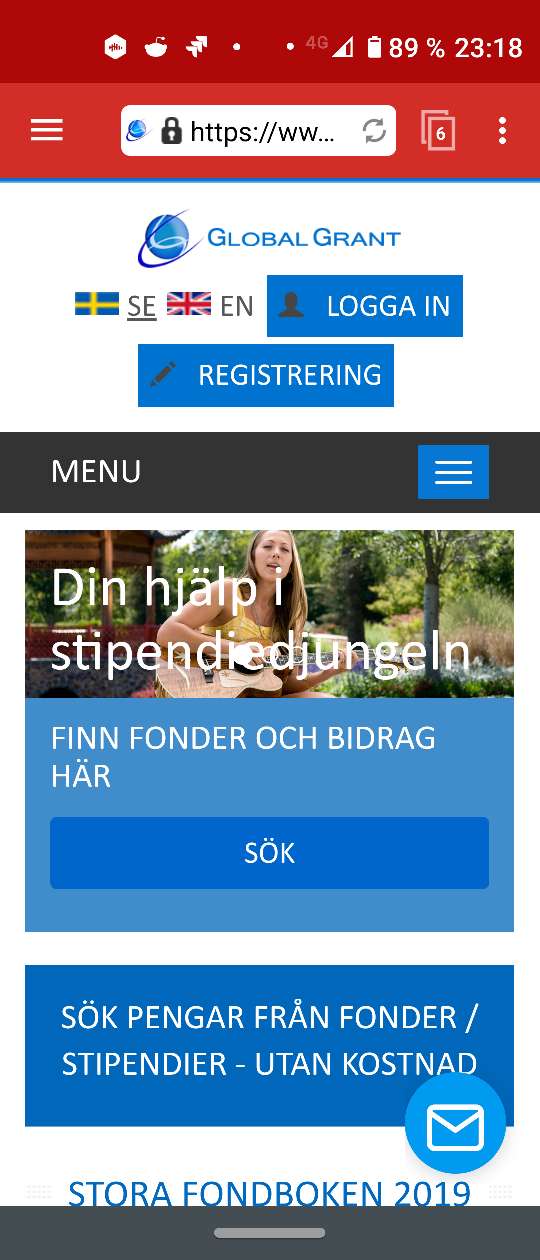 4G 89 % 23:18
https://ww... 6
GLOBAL GRANT
SE EN LOGGA IN
REGISTRERING
MENU
Din hjälp i
stipendiedjungeln
FINN FONDER OCH BIDRAG
HÄR
SÖK
SÖK PENGAR FRÅN FONDER /
STIPENDIER - UTAN KOSTNAD
STORA FONDBOKEN 2019